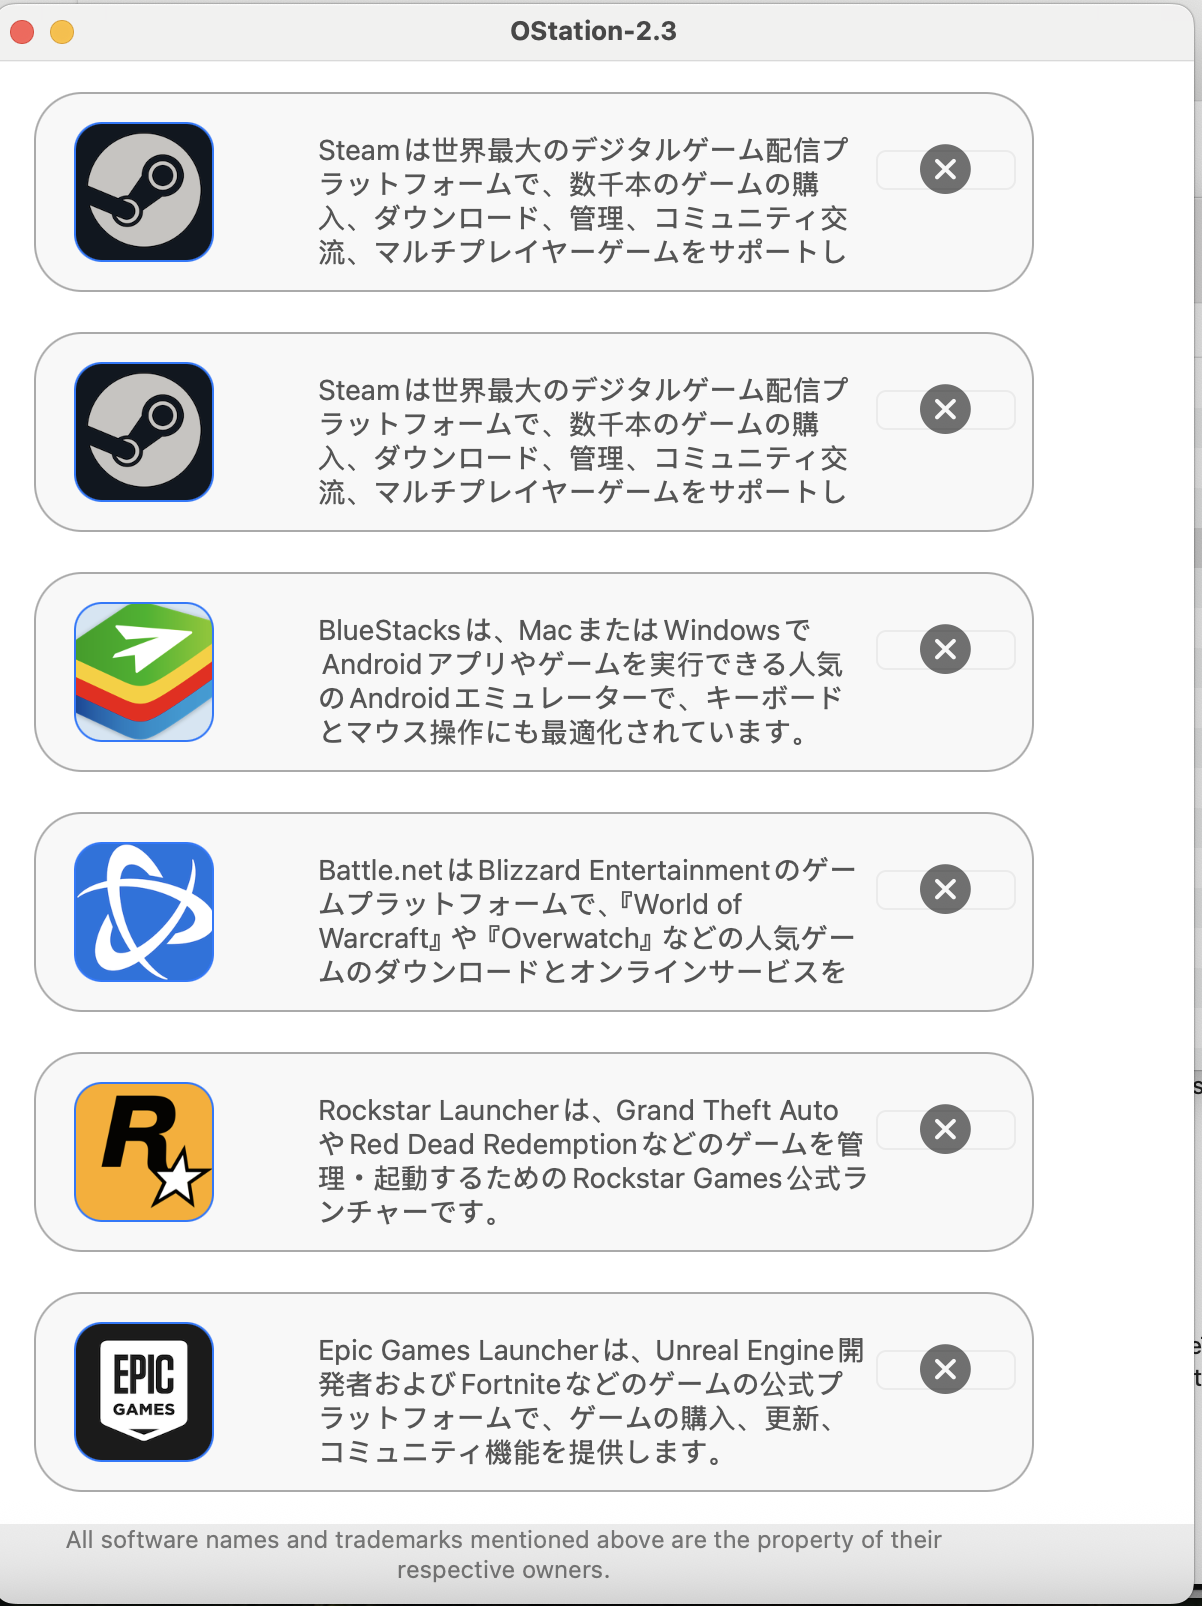 OStation-2.3
Steamは世界最大のデジタルゲーム配信プ
ラットフォームで、数千本のゲームの購
入、ダウンロード、管理、コミュニティ交
流、マルチプレイヤーゲームをサポートし
Steamは世界最大のデジタルゲーム配信プ
ラットフォームで、数千本のゲームの購
入、ダウンロード、管理、コミュニティ交
流、マルチプレイヤーゲームをサポートし
BlueStacksは、MacまたはWindowsで
Androidアプリやゲームを実行できる人気
のAndroidエミュレーターで、キーボード
とマウス操作にも最適化されています。
Battle.netはBlizzard Entertainmentのゲー
ムプラットフォームで、『World of
Warcraft』や『Overwatch』などの人気ゲー
ムのダウンロードとオンラインサービスを
R
Rockstar Launcherは、Grand Theft Auto
やRed Dead Redemptionなどのゲームを管
理・起動するためのRockstar Games公式ラ
ンチャーです。
EPIC
GAMES
Epic Games Launcherは、Unreal Engine開
発者およびFortniteなどのゲームの公式プ
ラットフォームで、ゲームの購入、更新、
コミュニティ機能を提供します。
All software names and trademarks mentioned above are the property of their
respective owners.